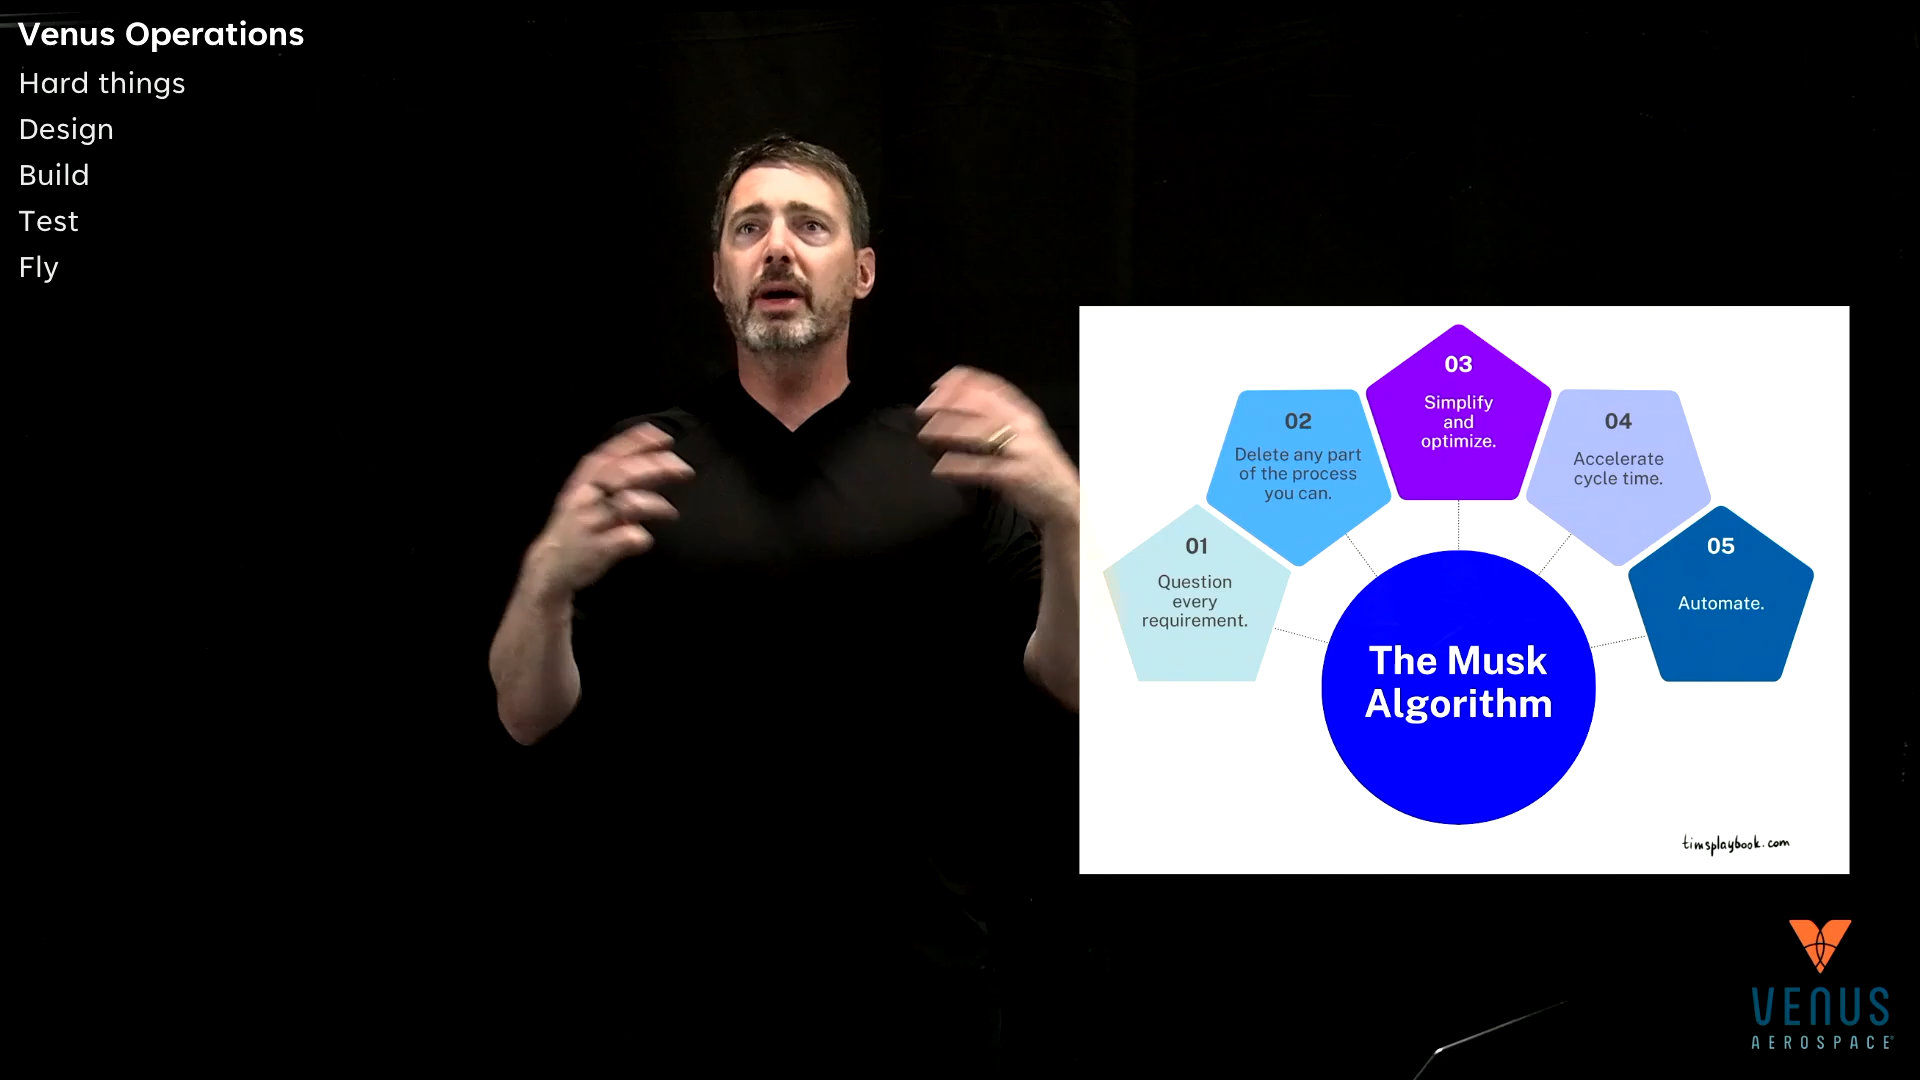 Venus Operations
Hard things
Design
Build
Test
Fly
01
Question
every
requirement.
02
Delete any part
of the process
you can.
03
Simplify
and
optimize.
04
Accelerate
cycle time.
05
Automate.
The Musk
Algorithm
timsplaybook.com
VENUS
AEROSPACE